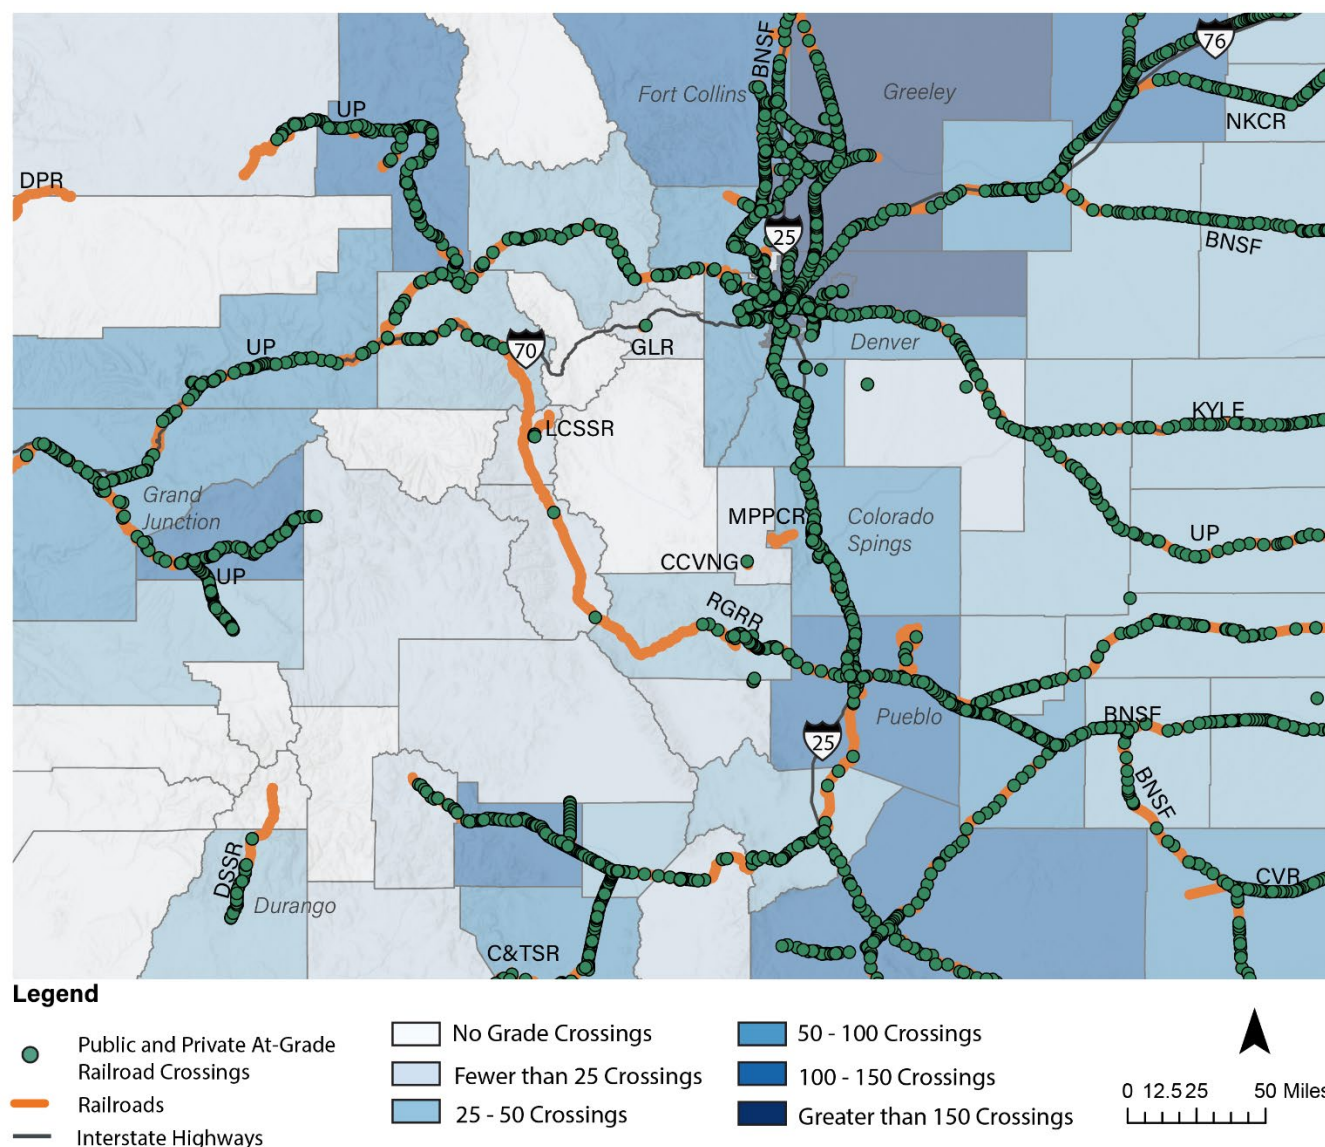 BNSF
76
Fort Collins
Greeley
UP
NKCR
DPR
25
BNSF
UP
70
GLR
Denver
LCSSR
KYLE
Grand
Junction
MPPCR
Colorado
Spings
UP
CCVNG
UP
RGRR
Pueblo
BNSF
25
BNSF
DSSR
Durango
CVR
C&TSR
Legend
Public and Private At-Grade
Railroad Crossings
Railroads
Interstate Highways
No Grade Crossings
Fewer than 25 Crossings
25 - 50 Crossings
50 - 100 Crossings
100 - 150 Crossings
Greater than 150 Crossings
0 12.5 25 50 Miles